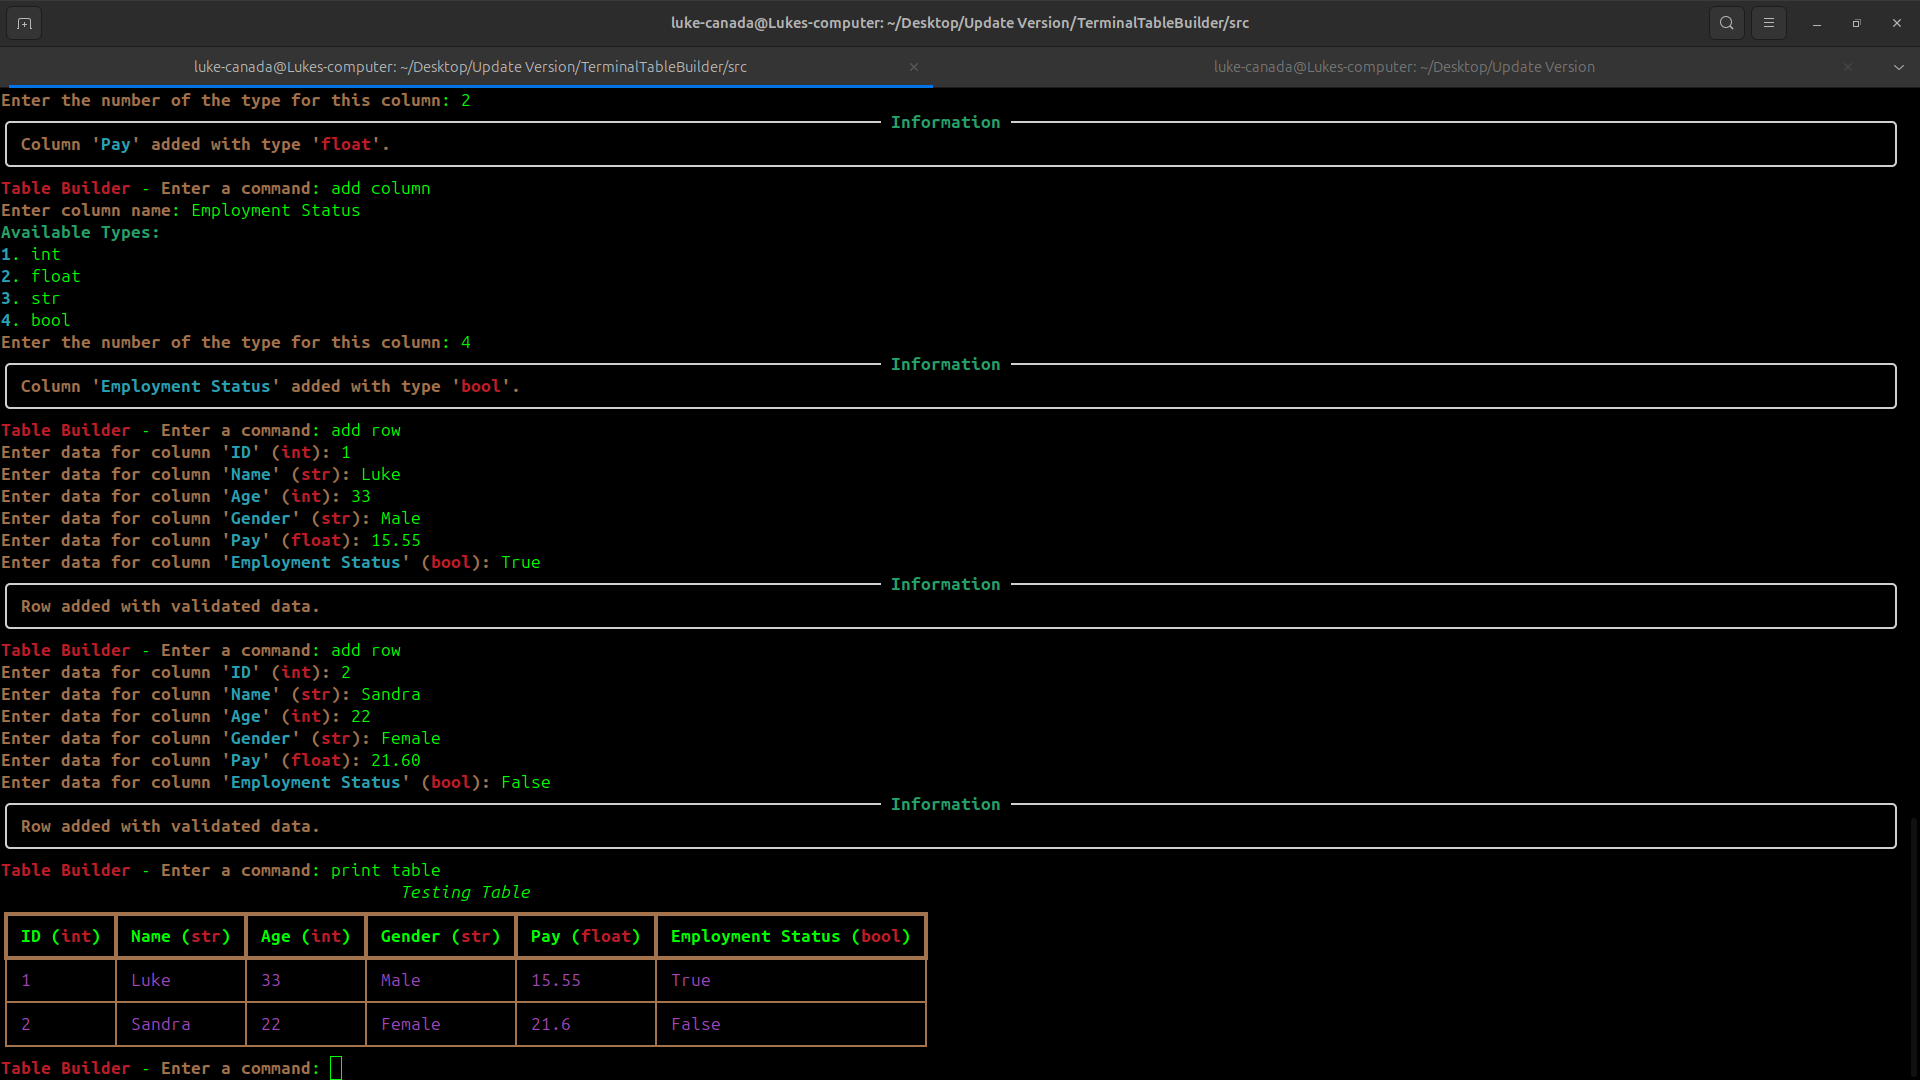 luke-canada@Lukes-computer: ~/Desktop/Update Version/TerminalTableBuilder/src
luke-canada@Lukes-computer: ~/Desktop/Update Version/TerminalTableBuilder/src
luke-canada@Lukes-computer: ~/Desktop/Update Version
Enter the number of the type for this column: 2
Information
Column 'Pay' added with type 'float'.
Table Builder - Enter a command: add column
Enter column name: Employment Status
Available Types:
1. int
2. float
3. str
4. bool
Enter the number of the type for this column: 4
Information
Column 'Employment Status' added with type 'bool'.
Table Builder - Enter a command: add row
Enter data for column 'ID' (int): 1
Enter data for column 'Name' (str): Luke
Enter data for column 'Age' (int): 33
Enter data for column 'Gender' (str): Male
Enter data for column 'Pay' (float): 15.55
Enter data for column 'Employment Status' (bool): True
Information
Row added with validated data.
Table Builder - Enter a command: add row
Enter data for column 'ID' (int): 2
Enter data for column 'Name' (str): Sandra
Enter data for column 'Age' (int): 22
Enter data for column 'Gender' (str): Female
Enter data for column 'Pay' (float): 21.60
Enter data for column 'Employment Status' (bool): False
Information
Row added with validated data.
Table Builder - Enter a command: print table
Testing Table
ID (int) Name (str) Age (int) Gender (str) Pay (float) Employment Status (bool)
1 Luke 33 Male 15.55 True
2 Sandra 22 Female 21.6 False
Table Builder - Enter a command: